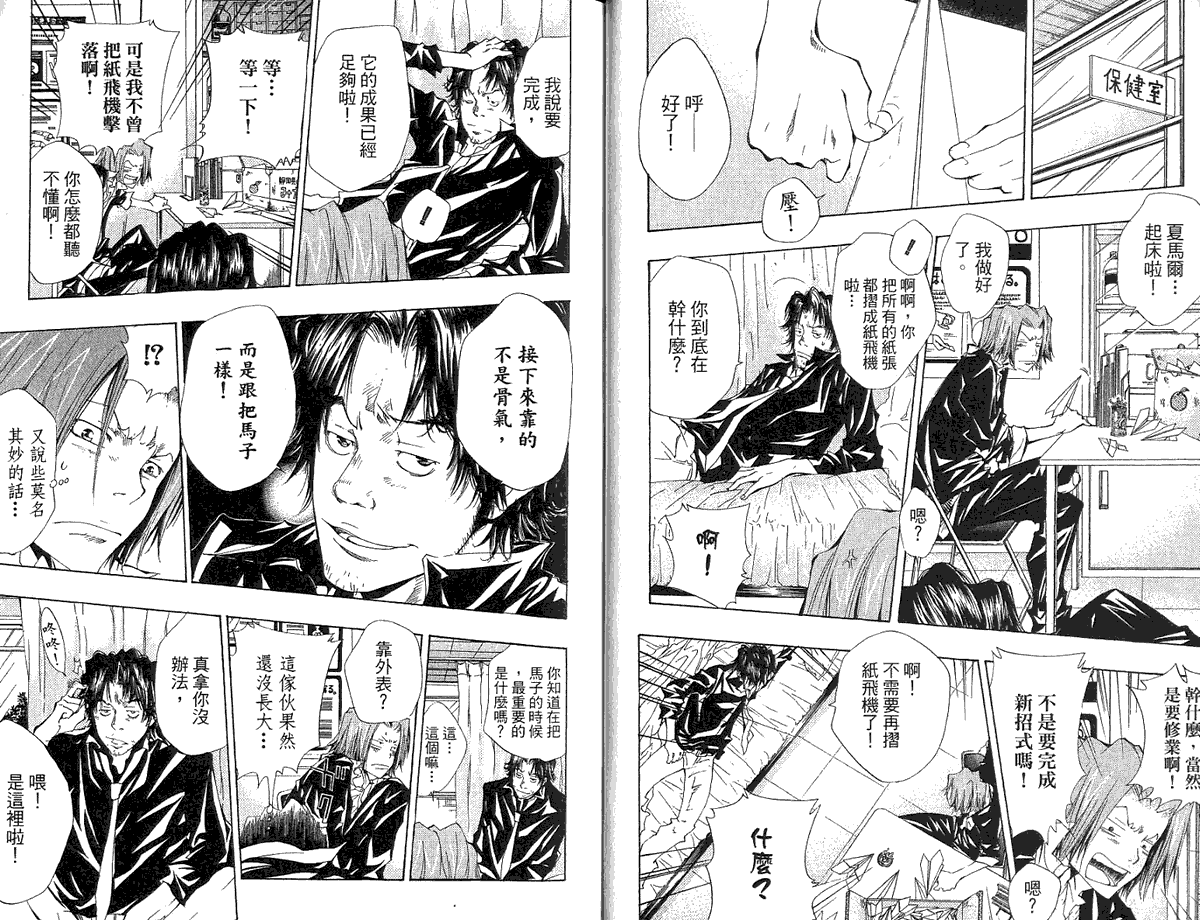 保健室
呼——
好了！
壓！
夏馬爾…
起床啦！
我做好
了。
！
啊啊，你
把所有的紙張
都摺成紙飛機
啦…
你到底在
幹什麼？
嗯？
啊！
幹什麼，當然
是要修業啊！
不是要完成
新招式嗎！
嗯？
啊！
不需要再摺
紙飛機了！
什麼？
我說要
完成，
它的成果已經
足夠啦！
！
等…
等一下！
可是我不曾
把紙飛機擊
落啊！
你怎麼都聽
不懂啊！
接下來靠的
不是骨氣，
而是跟把馬子
一樣！
!?
又說些莫名
其妙的話…
你知道在把
馬子的時候
，最重要的
是什麼嗎？
這…
這個嘛…
靠外表？
這傢伙果然
還沒長大…
真拿你沒
辦法，
咚咚！
喂！
是這裡啦！